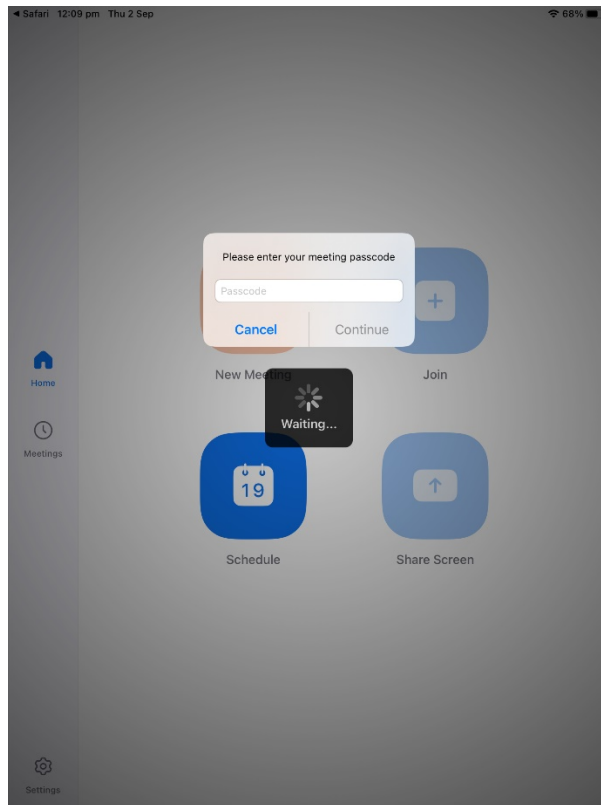 ◀ Safari 12:09 pm Thu 2 Sep 68%
Please enter your meeting passcode
Passcode
Cancel Continue
New Meeting Join
Waiting...
Home
Meetings
19
Schedule Share Screen
Settings